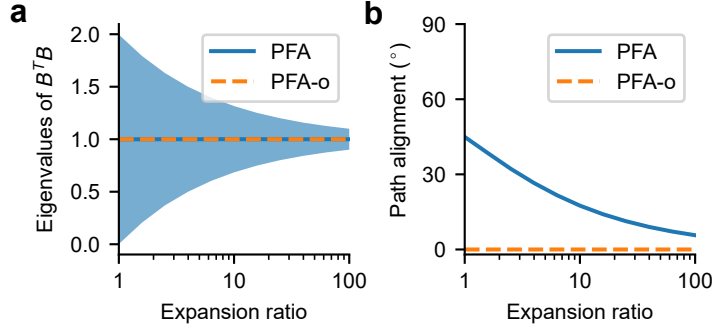 a
Eigenvalues of BᵀB
2.0
1.5
1.0
0.5
0.0
PFA
PFA-o
1
10
100
Expansion ratio
b
Path alignment (°)
90
60
30
0
PFA
PFA-o
1
10
100
Expansion ratio